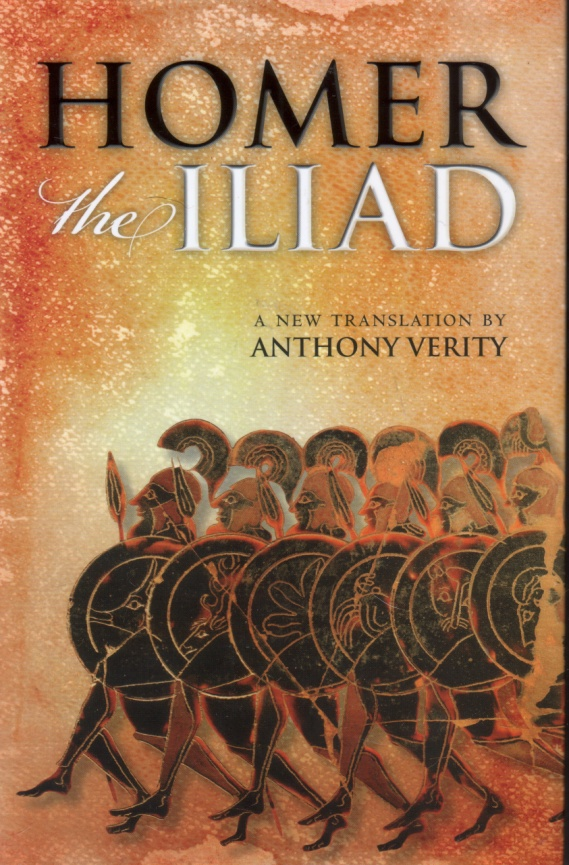 HOMER
the ILIAD
A NEW TRANSLATION BY
ANTHONY VERITY